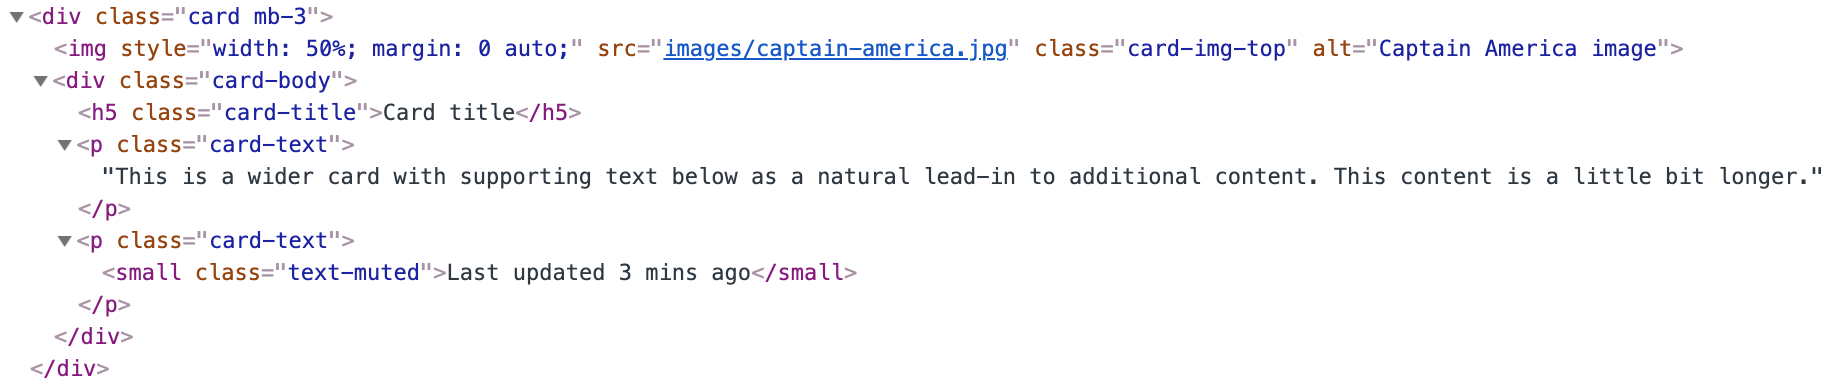 ▼<div class="card mb-3">
<img style="width: 50%; margin: 0 auto;" src="images/captain-america.jpg" class="card-img-top" alt="Captain America image">
▼<div class="card-body">
<h5 class="card-title">Card title</h5>
▼<p class="card-text">
"This is a wider card with supporting text below as a natural lead-in to additional content. This content is a little bit longer."
</p>
▼<p class="card-text">
<small class="text-muted">Last updated 3 mins ago</small>
</p>
</div>
</div>